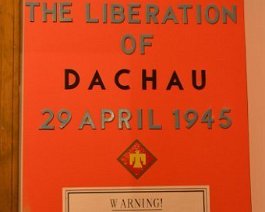 THE LIBERATION
OF
DACHAU
29 APRIL 1945
WARNING!